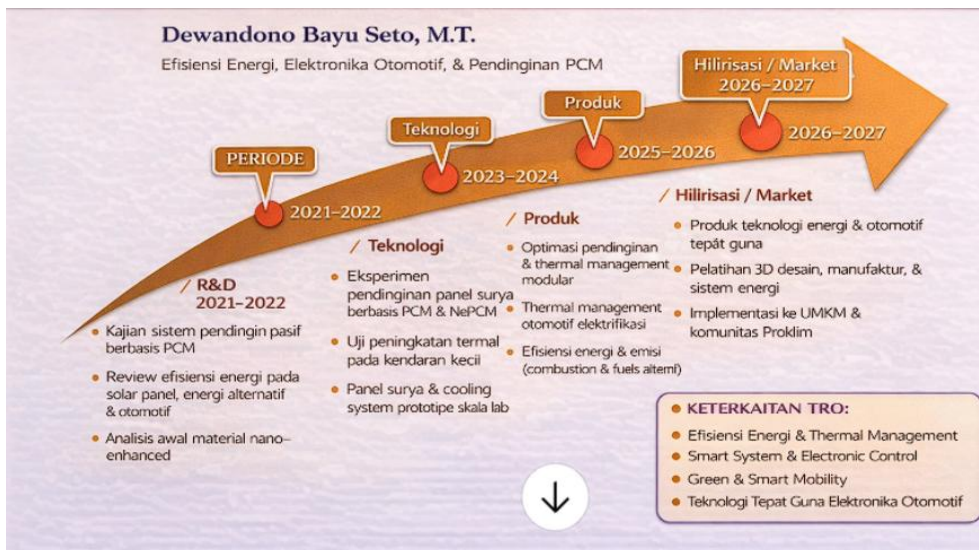 Dewandono Bayu Seto, M.T.
Efisiensi Energi, Elektronika Otomotif, & Pendinginan PCM
PERIODE
2021–2022
Teknologi
2023–2024
Produk
2025–2026
Hilirisasi / Market
2026–2027
2026–2027
/ R&D
2021–2022
• Kajian sistem pendingin pasif
berbasis PCM
• Review efisiensi energi pada
solar panel, energi alternatif
& otomotif
• Analisis awal material nano–
enhanced
/ Teknologi
• Eksperimen
pendinginan panel surya
berbasis PCM & NePCM
• Uji peningkatan termal
pada kendaran kecil
• Panel surya & cooling
system prototipe skala lab
/ Produk
• Optimasi pendinginan
& thermal management
modular
• Thermal management
otomotif elektrifikasi
• Efisiensi energi & emisi
(combustion & fuels alteml)
/ Hilirisasi / Market
• Produk teknologi energi & otomotif
tepát guna
• Pelatihan 3D desain, manufaktur, &
sistem energi
• Implementasi ke UMKM &
komunitas Proklim
• KETERKAITAN TRO:
• Efisiensi Energi & Thermal Management
• Smart System & Electronic Control
• Green & Smart Mobility
• Teknologi Tepat Guna Elektronika Otomotif